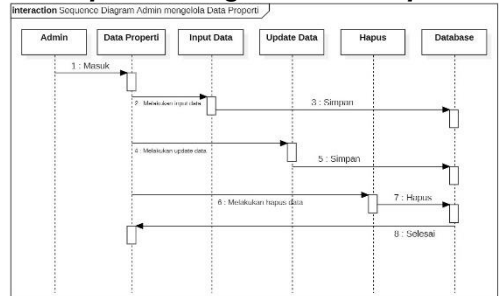 interaction Sequence Diagram Admin mengelola Data Properti
Admin
Data Properti
Input Data
Update Data
Hapus
Database
1 : Masuk
2 : Melakukan input data
3 : Simpan
4 : Melakukan update data
5 : Simpan
6 : Melakukan hapus data
7 : Hapus
8 : Selesai